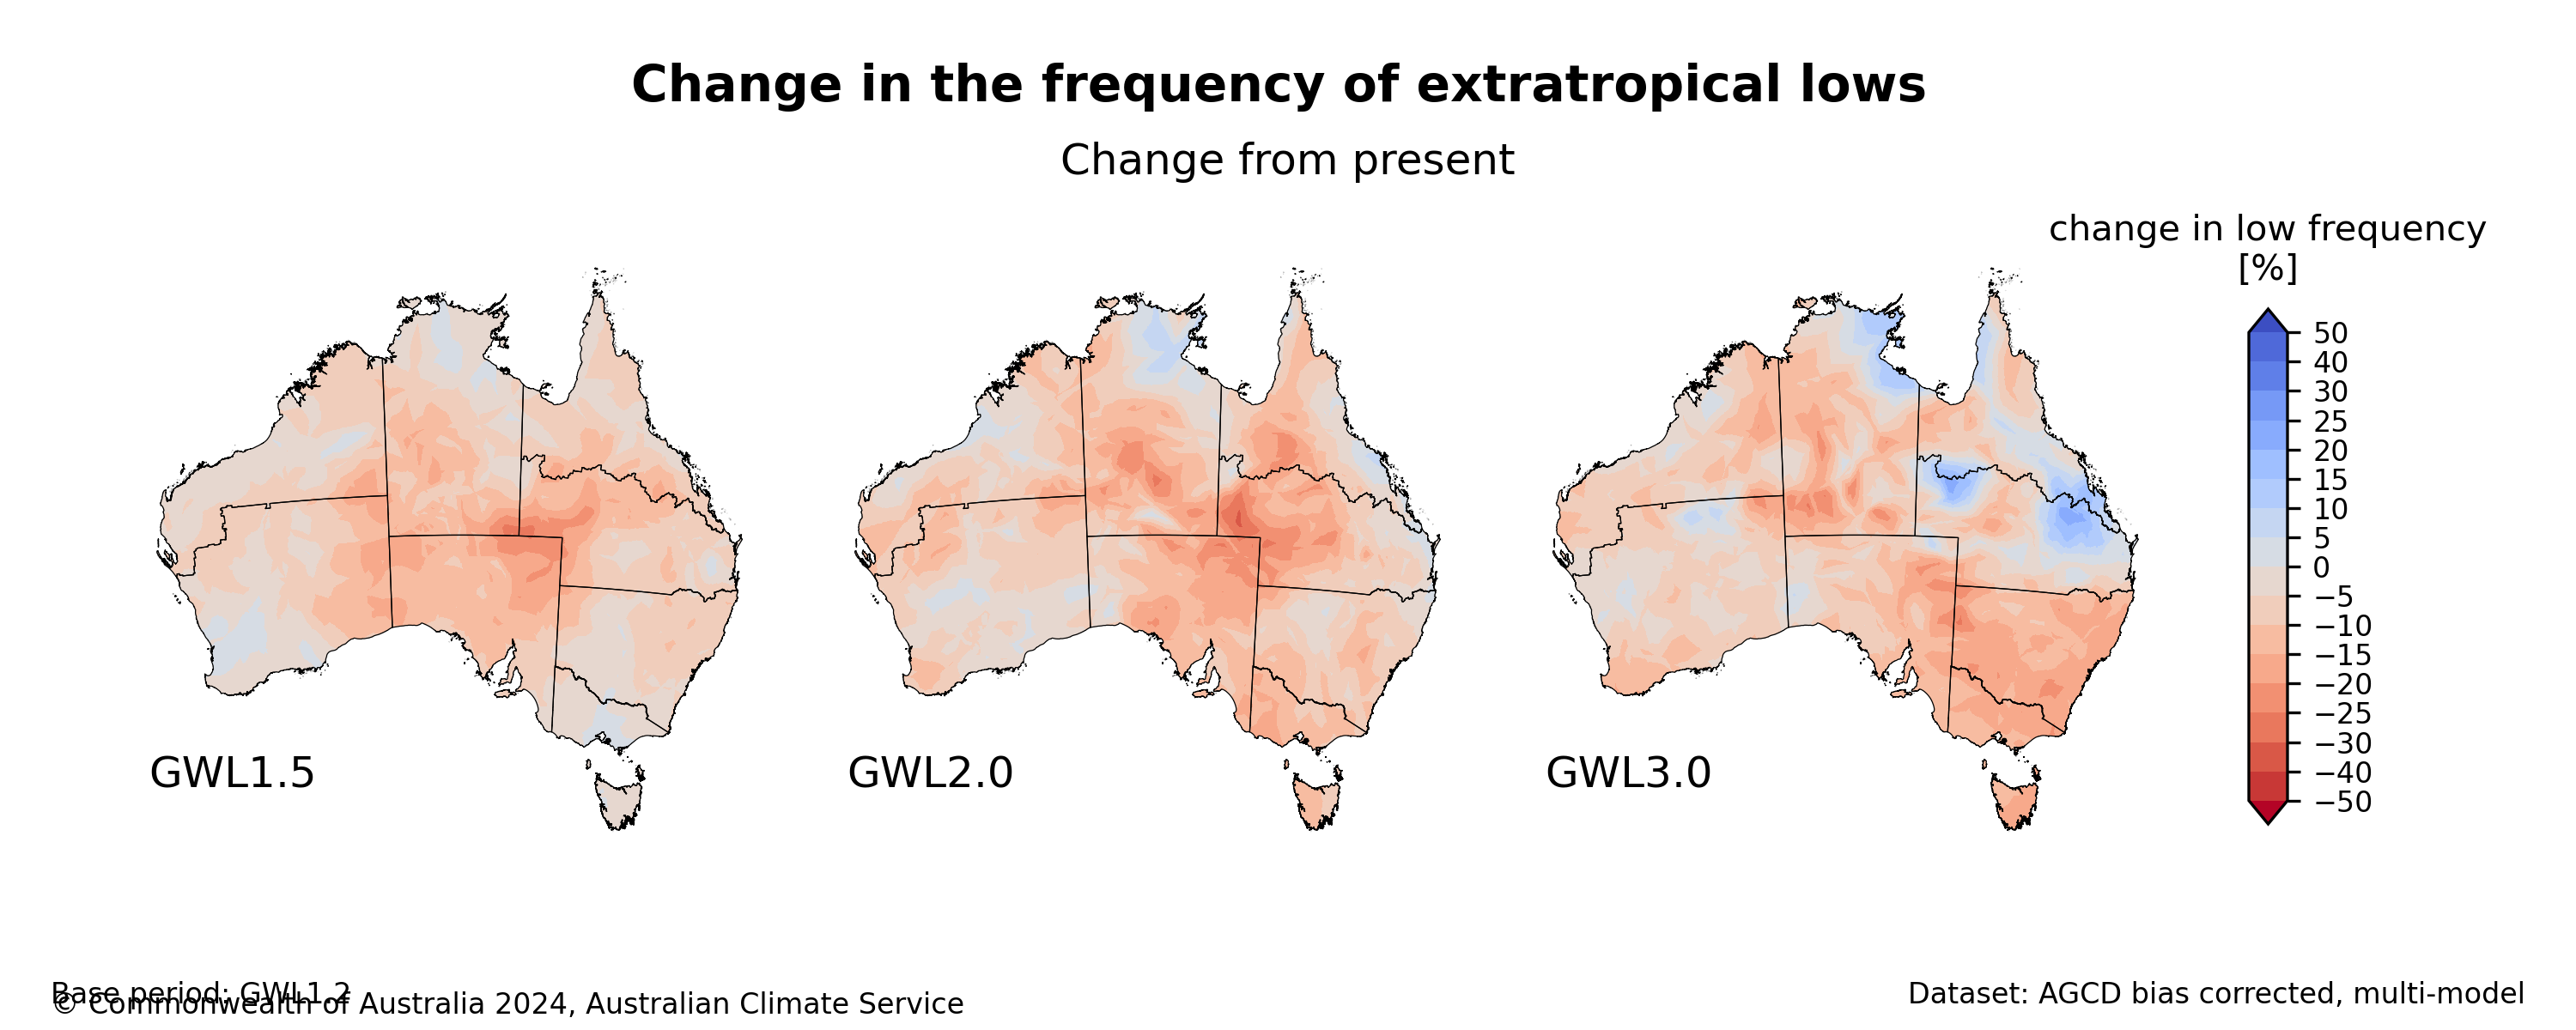 Change in the frequency of extratropical lows
Change from present
change in low frequency
[%]
50
40
30
25
20
15
10
5
0
−5
−10
−15
−20
−25
−30
−40
−50
GWL1.5
GWL2.0
GWL3.0
Base period: GWL1.2
© Commonwealth of Australia 2024, Australian Climate Service
Dataset: AGCD bias corrected, multi-model